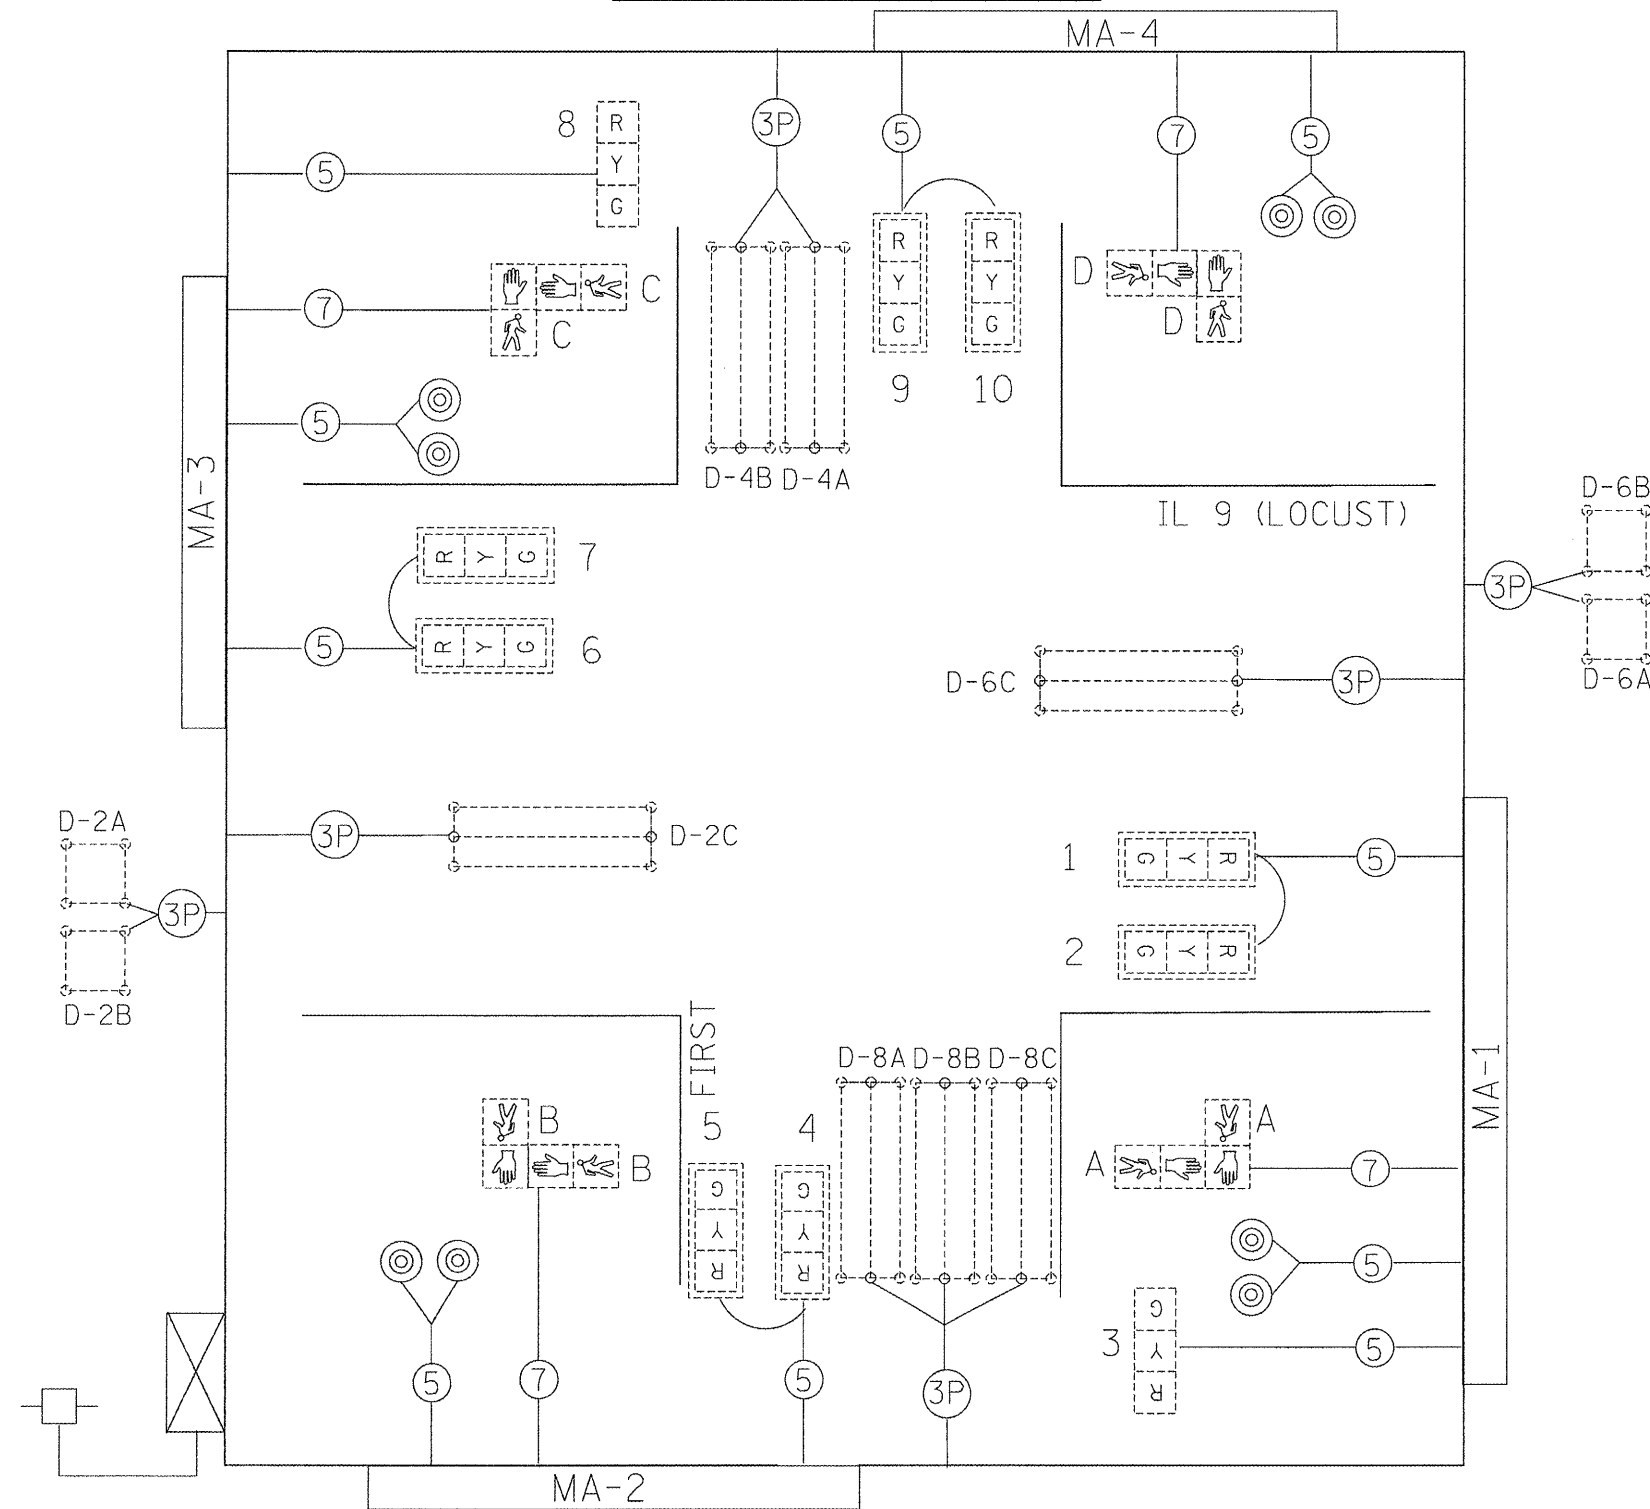 MA-4
8
R
Y
G
3P
5
7
5
5
R
Y
G
R
Y
G
D
D
7
C
C
9
10
5
D-4B D-4A
MA-3
IL 9 (LOCUST)
D-6B
R Y G
7
3P
5
R Y G
6
D-6C
3P
D-6A
D-2A
3P
D-2C
1
G Y R
5
3P
2
G Y R
D-2B
FIRST
D-8A D-8B D-8C
MA-1
B
5
4
A
B
A
7
G
Y
R
G
Y
R
5
3
G
Y
R
5
5
7
5
3P
MA-2